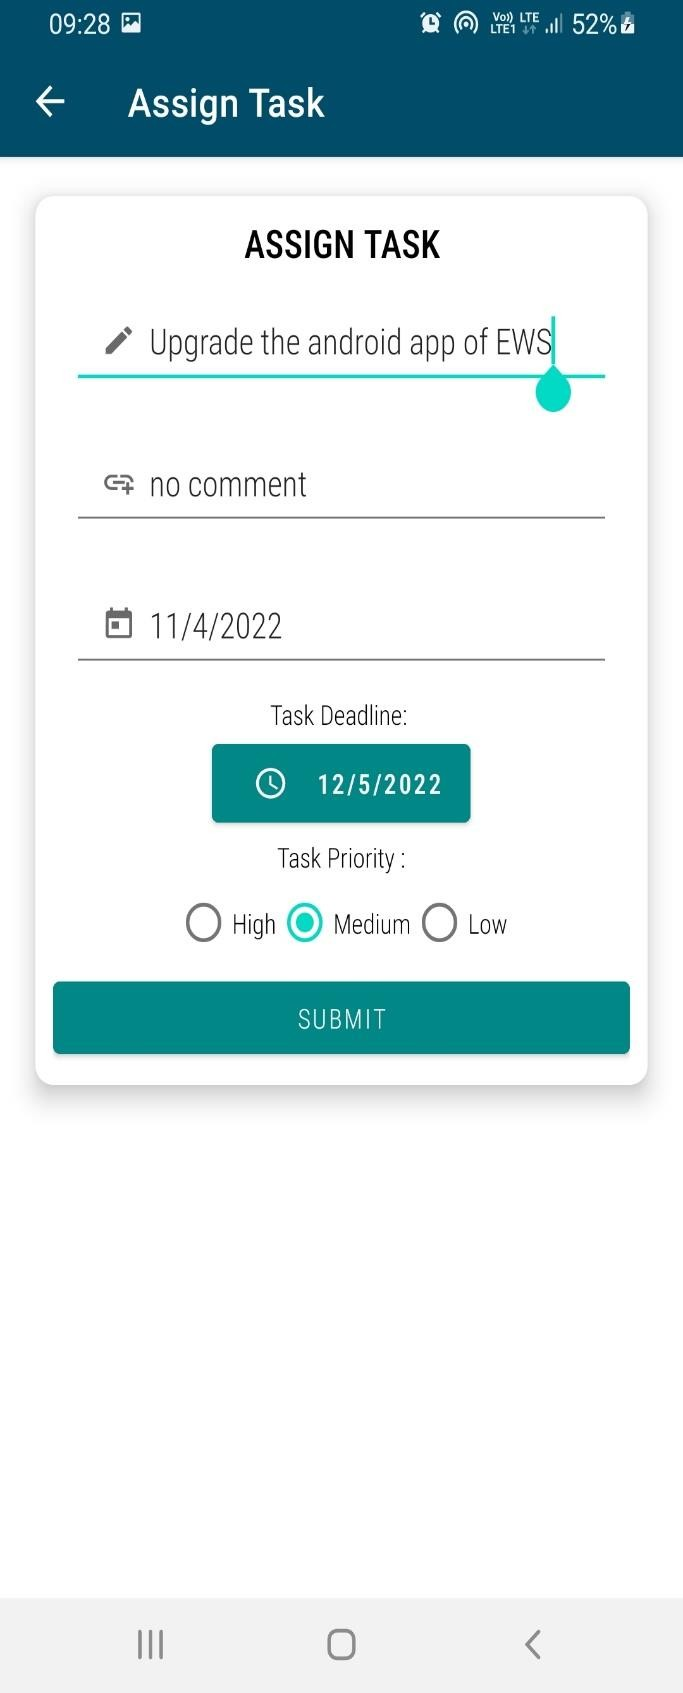 09:28 Vo) LTE 52%
LTE1
Assign Task
ASSIGN TASK
Upgrade the android app of EWS
no comment
11/4/2022
Task Deadline:
12/5/2022
Task Priority :
High Medium Low
SUBMIT